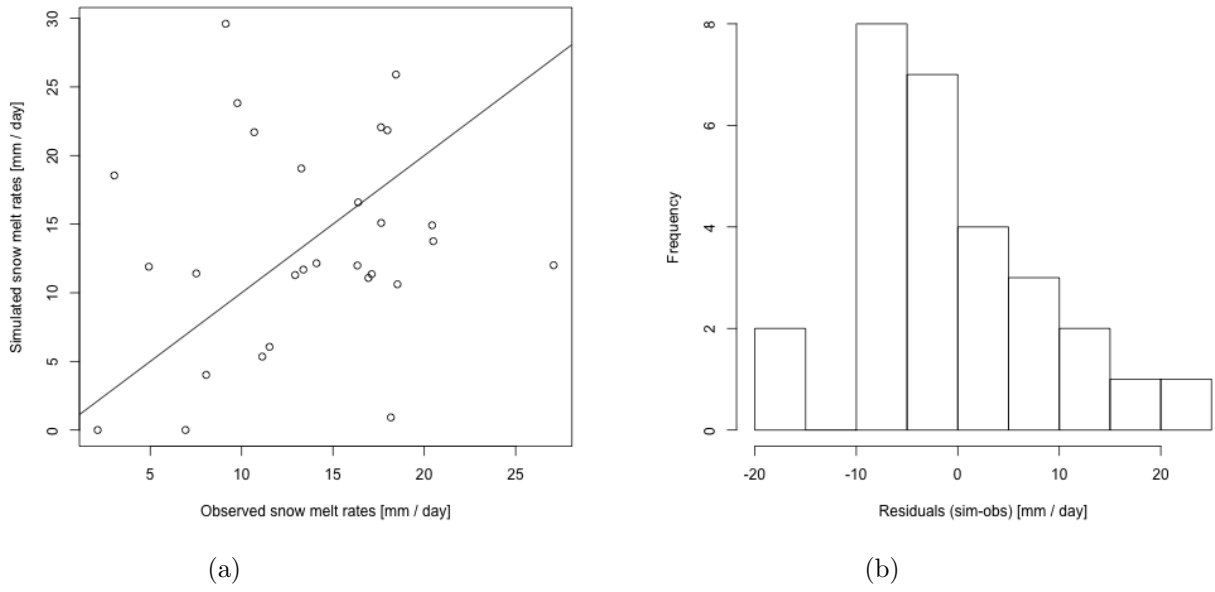 30
25
20
15
10
5
0
Simulated snow melt rates [mm / day]
5 10 15 20 25
Observed snow melt rates [mm / day]
(a)
8
6
4
2
0
Frequency
-20 -10 0 10 20
Residuals (sim-obs) [mm / day]
(b)